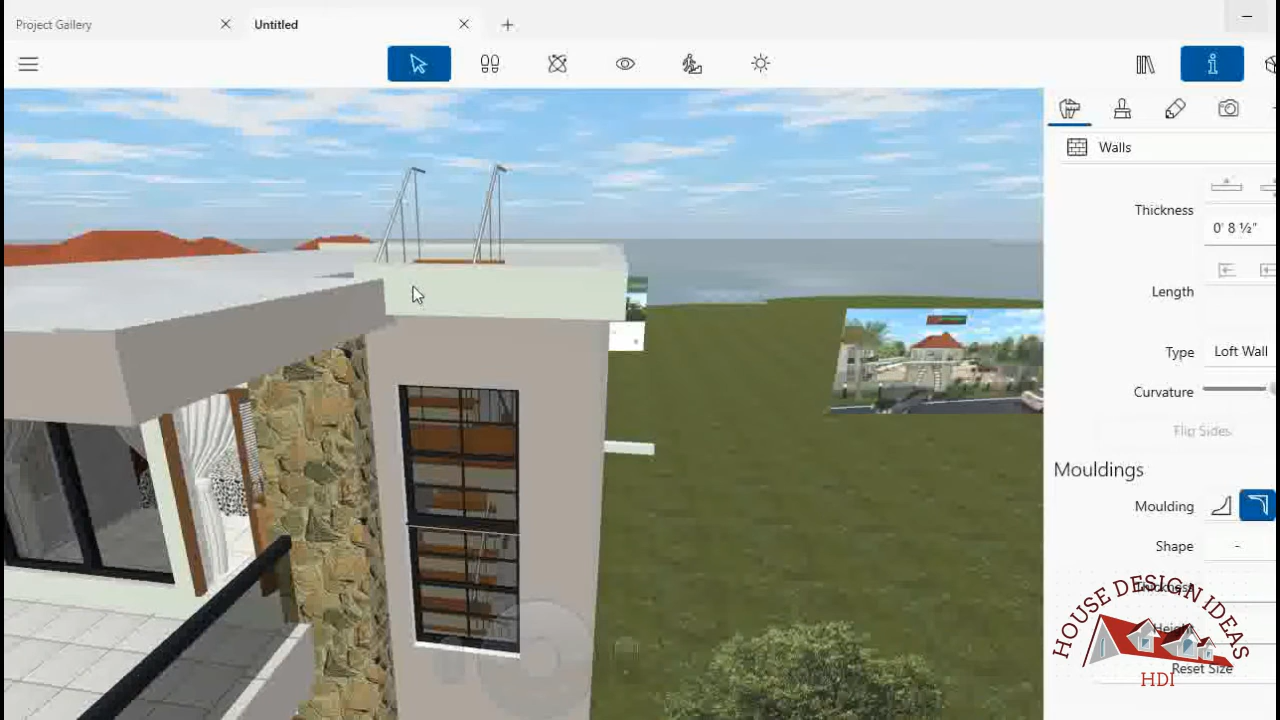 Project Gallery
Untitled
Walls
Thickness
0' 8 ½"
Length
Type
Loft Wall
Curvature
Flip Sides
Mouldings
Moulding
Shape
-
Thickness
Height
Reset Size
HOUSE DESIGN IDEAS
HDI